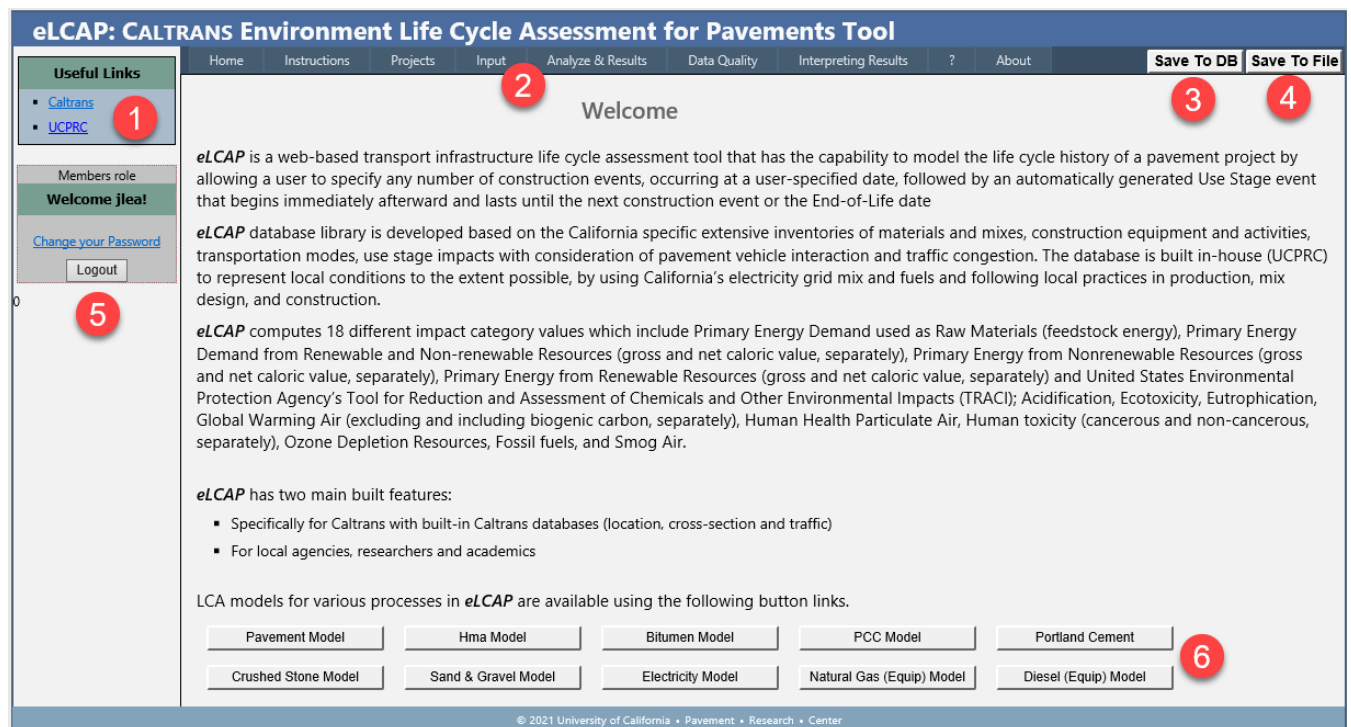 eLCAP: CALTRANS Environment Life Cycle Assessment for Pavements Tool
Home Instructions Projects Input Analyze & Results Data Quality Interpreting Results ? About Save To DB Save To File
Useful Links
▪ Caltrans
▪ UCPRC
1
2
3
4
Members role
Welcome jlea!
Change your Password
Logout
0
5
Welcome
eLCAP is a web-based transport infrastructure life cycle assessment tool that has the capability to model the life cycle history of a pavement project by
allowing a user to specify any number of construction events, occurring at a user-specified date, followed by an automatically generated Use Stage event
that begins immediately afterward and lasts until the next construction event or the End-of-Life date
eLCAP database library is developed based on the California specific extensive inventories of materials and mixes, construction equipment and activities,
transportation modes, use stage impacts with consideration of pavement vehicle interaction and traffic congestion. The database is built in-house (UCPRC)
to represent local conditions to the extent possible, by using California's electricity grid mix and fuels and following local practices in production, mix
design, and construction.
eLCAP computes 18 different impact category values which include Primary Energy Demand used as Raw Materials (feedstock energy), Primary Energy
Demand from Renewable and Non-renewable Resources (gross and net caloric value, separately), Primary Energy from Nonrenewable Resources (gross
and net caloric value, separately), Primary Energy from Renewable Resources (gross and net caloric value, separately) and United States Environmental
Protection Agency's Tool for Reduction and Assessment of Chemicals and Other Environmental Impacts (TRACI); Acidification, Ecotoxicity, Eutrophication,
Global Warming Air (excluding and including biogenic carbon, separately), Human Health Particulate Air, Human toxicity (cancerous and non-cancerous,
separately), Ozone Depletion Resources, Fossil fuels, and Smog Air.
eLCAP has two main built features:
▪ Specifically for Caltrans with built-in Caltrans databases (location, cross-section and traffic)
▪ For local agencies, researchers and academics
LCA models for various processes in eLCAP are available using the following button links.
Pavement Model Hma Model Bitumen Model PCC Model Portland Cement
Crushed Stone Model Sand & Gravel Model Electricity Model Natural Gas (Equip) Model Diesel (Equip) Model
6
© 2021 University of California • Pavement • Research • Center